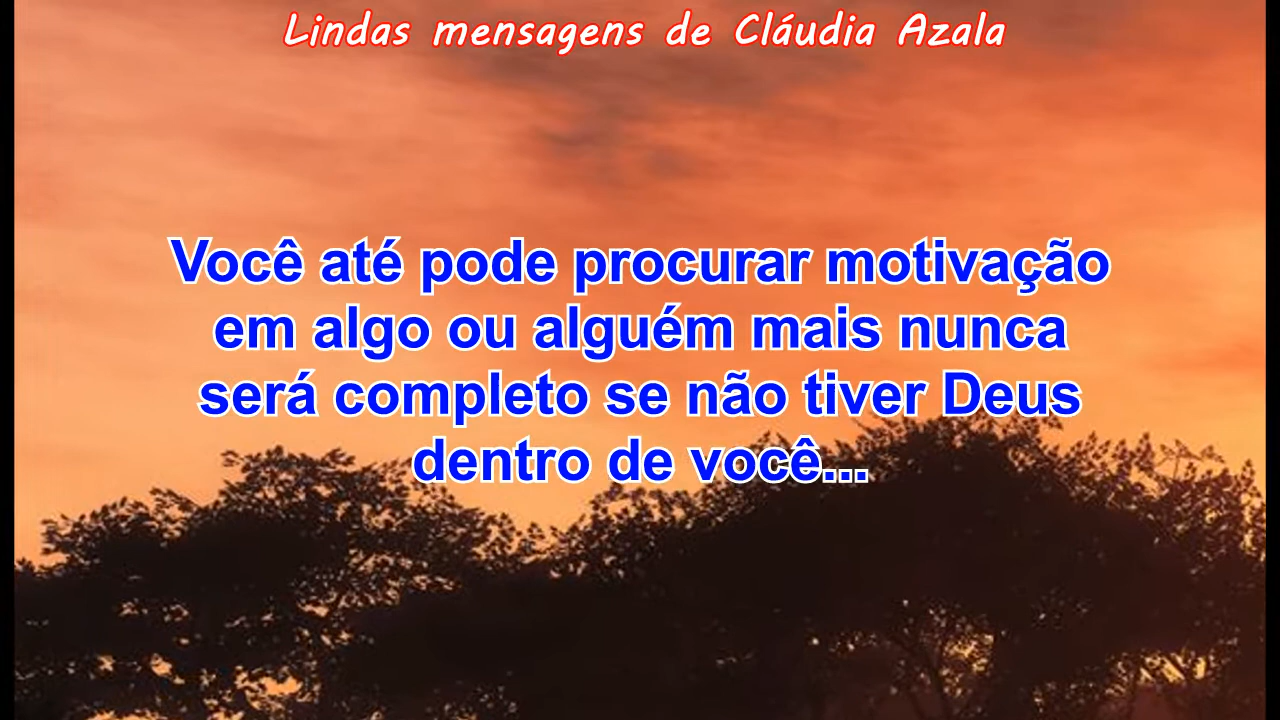 Lindas mensagens de Cláudia Azala
Você até pode procurar motivação
em algo ou alguém mais nunca
será completo se não tiver Deus
dentro de você...